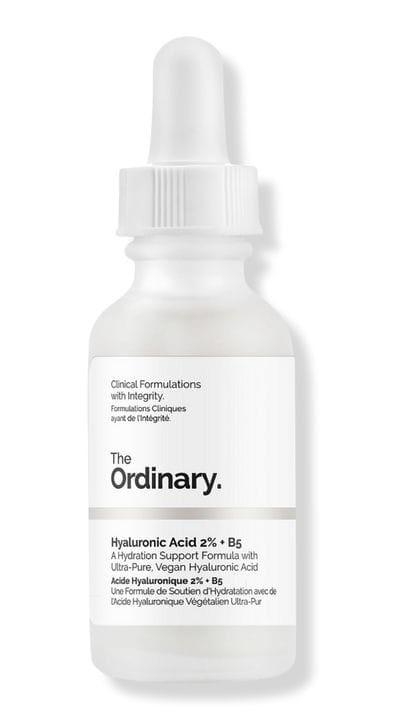 Clinical Formulations
with Integrity.
Formulations Cliniques
ayant de l'Intégrité.
The
Ordinary.
Hyaluronic Acid 2% + B5
A Hydration Support Formula with
Ultra-Pure, Vegan Hyaluronic Acid
Acide Hyaluronique 2% + B5
Une Formule de Soutien d'Hydratation avec de
l'Acide Hyaluronique Végétalien Ultra-Pur